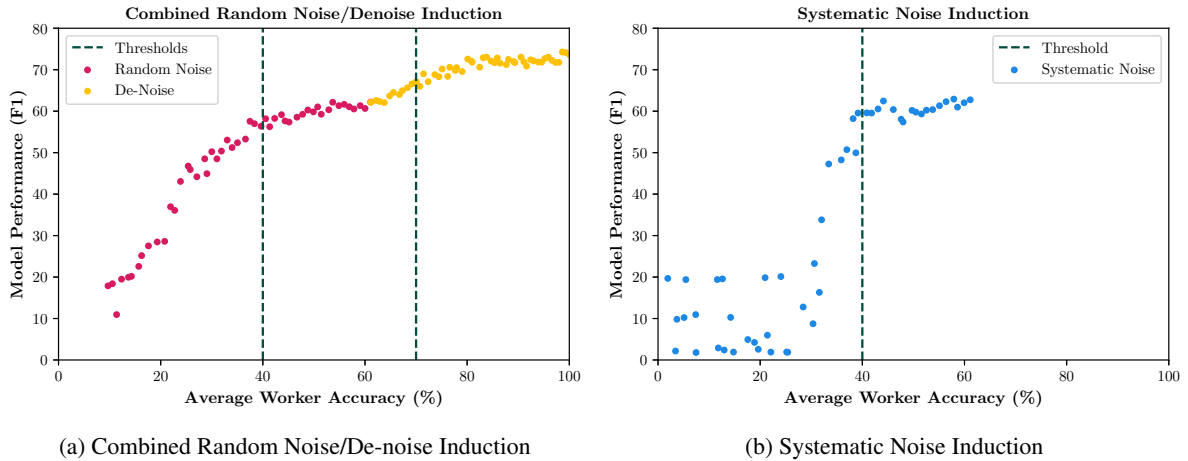 Combined Random Noise/Denoise Induction
80
70
60
50
40
30
20
10
0
Model Performance (F1)
Thresholds
Random Noise
De-Noise
0 20 40 60 80 100
Average Worker Accuracy (%)
(a) Combined Random Noise/De-noise Induction
Systematic Noise Induction
80
70
60
50
40
30
20
10
0
Model Performance (F1)
Threshold
Systematic Noise
0 20 40 60 80 100
Average Worker Accuracy (%)
(b) Systematic Noise Induction